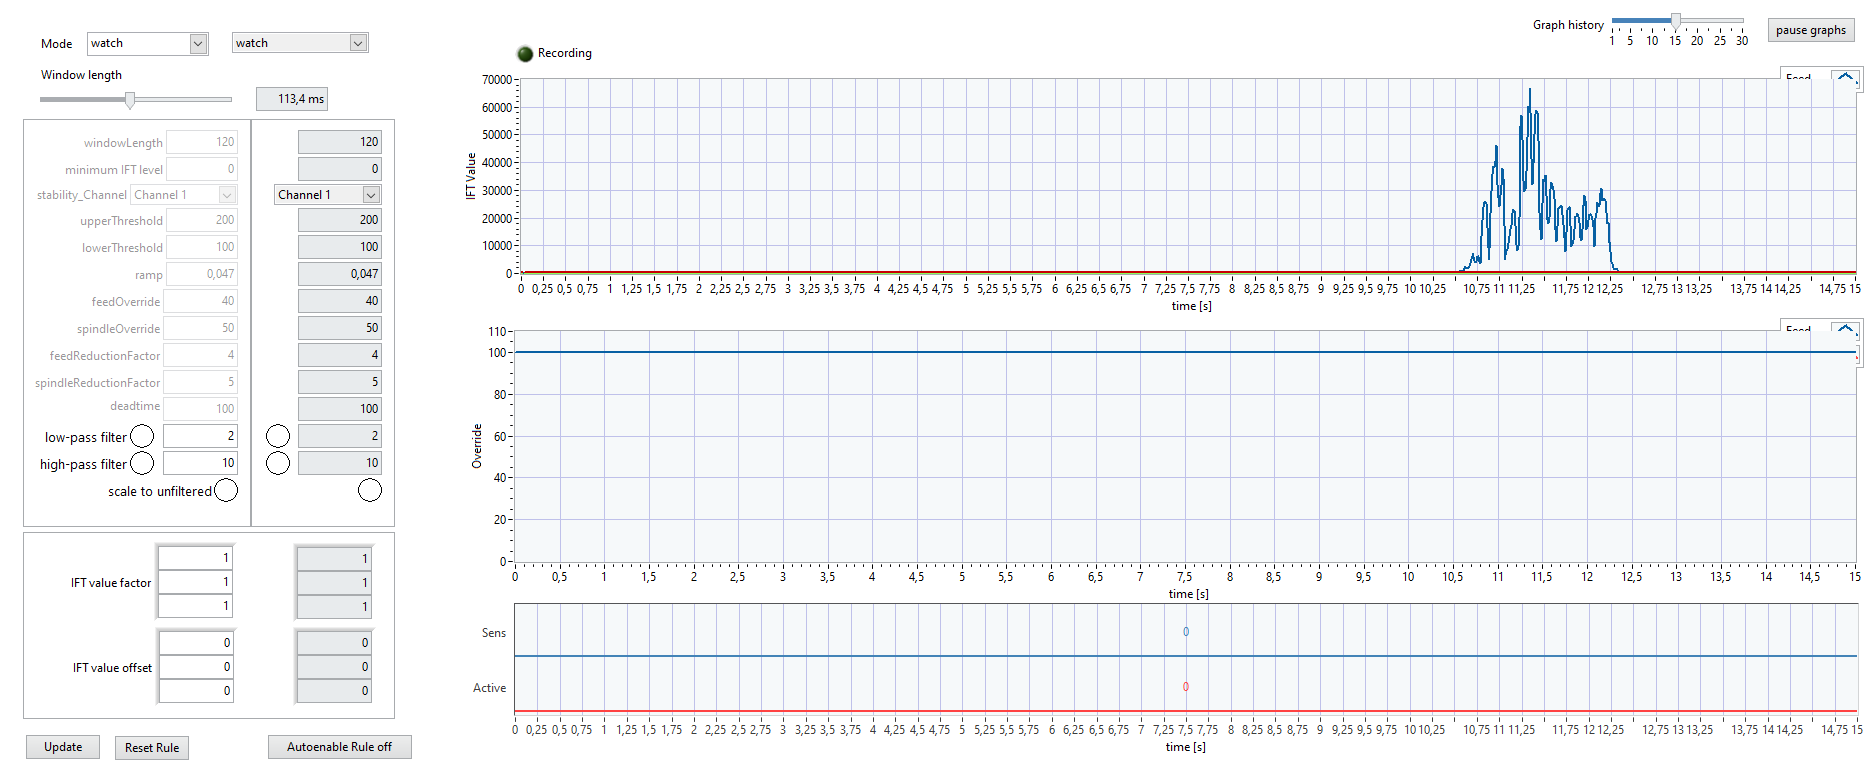 Mode watch watch
Window length
113,4 ms
windowLength 120 120
minimum IFT level 0 0
stability_Channel Channel 1 Channel 1
upperThreshold 200 200
lowerThreshold 100 100
ramp 0,047 0,047
feedOverride 40 40
spindleOverride 50 50
feedReductionFactor 4 4
spindleReductionFactor 5 5
deadtime 100 100
low-pass filter 2 2
high-pass filter 10 10
scale to unfiltered
1 1
IFT value factor 1 1
1 1
0 0
IFT value offset 0 0
0 0
Update Reset Rule Autoenable Rule off
Graph history
1 5 10 15 20 25 30
pause graphs
Recording
Feed
IFT Value
70000
60000
50000
40000
30000
20000
10000
0
0 0,25 0,5 0,75 1 1,25 1,5 1,75 2 2,25 2,5 2,75 3 3,25 3,5 3,75 4 4,25 4,5 4,75 5 5,25 5,5 5,75 6 6,25 6,5 6,75 7 7,25 7,5 7,75 8 8,25 8,5 8,75 9 9,25 9,5 9,75 10 10,25 10,75 11 11,25 11,75 12 12,25 12,75 13 13,25 13,75 14 14,25 14,75 15
time [s]
Feed
Override
110
100
80
60
40
20
0
0 0,5 1 1,5 2 2,5 3 3,5 4 4,5 5 5,5 6 6,5 7 7,5 8 8,5 9 9,5 10 10,5 11 11,5 12 12,5 13 13,5 14 14,5 15
time [s]
Sens 0
Active 0
0 0,25 0,5 0,75 1 1,25 1,5 1,75 2 2,25 2,5 2,75 3 3,25 3,5 3,75 4 4,25 4,5 4,75 5 5,25 5,5 5,75 6 6,25 6,5 6,75 7 7,25 7,5 7,75 8 8,25 8,5 8,75 9 9,25 9,5 9,75 10 10,25 10,75 11 11,25 11,75 12 12,25 12,75 13 13,25 13,75 14 14,25 14,75 15
time [s]